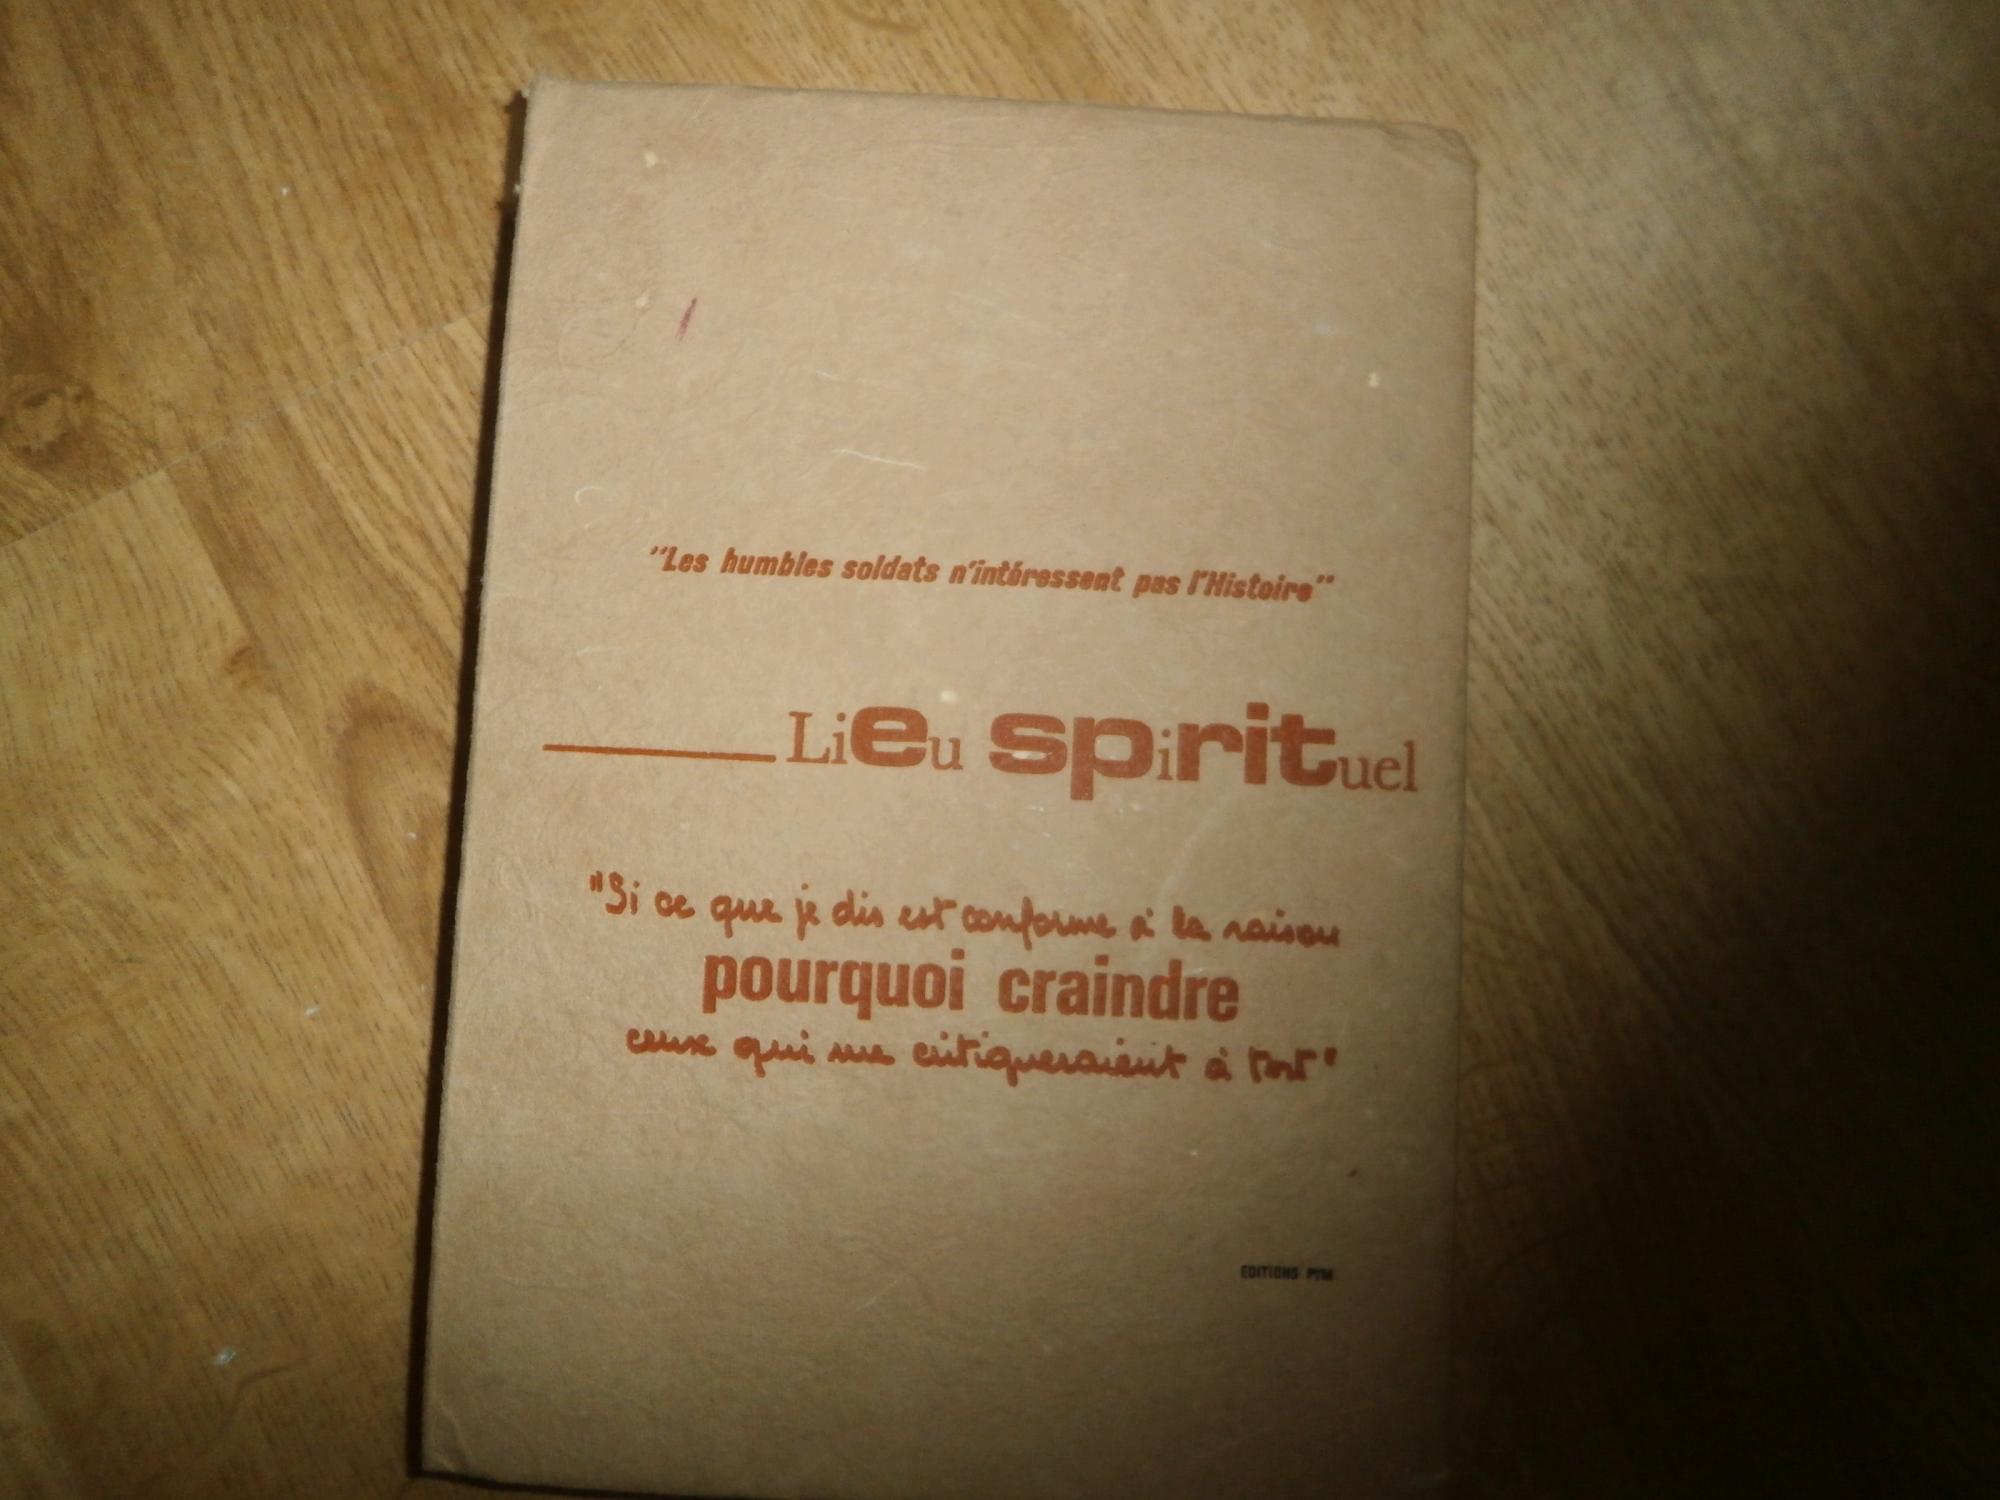 "Les humbles soldats n'intéressent pas l'Histoire"
LiEu spirituel
"Si ce que je dis est conforme à la raison
pourquoi craindre
ceux qui me critiqueraient à tort"
EDITIONS PYM